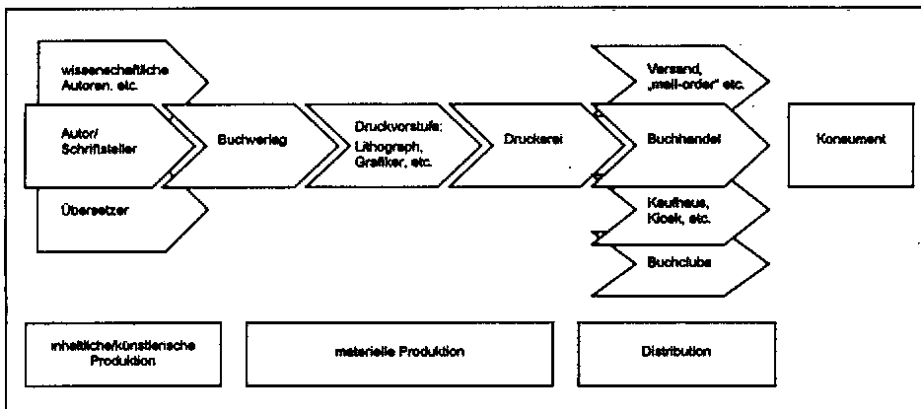 wissenschaftliche
Autoren, etc.
Autor/
Schriftsteller
Übersetzer
Buchverlag
Druckvorstufe:
Lithograph,
Grafiker, etc.
Druckerei
Versand,
„mail-order“ etc.
Buchhandel
Kaufhaus,
Kiosk, etc.
Buchclubs
Konsument
inhaltliche/künstlerische
Produktion
materielle Produktion
Distribution